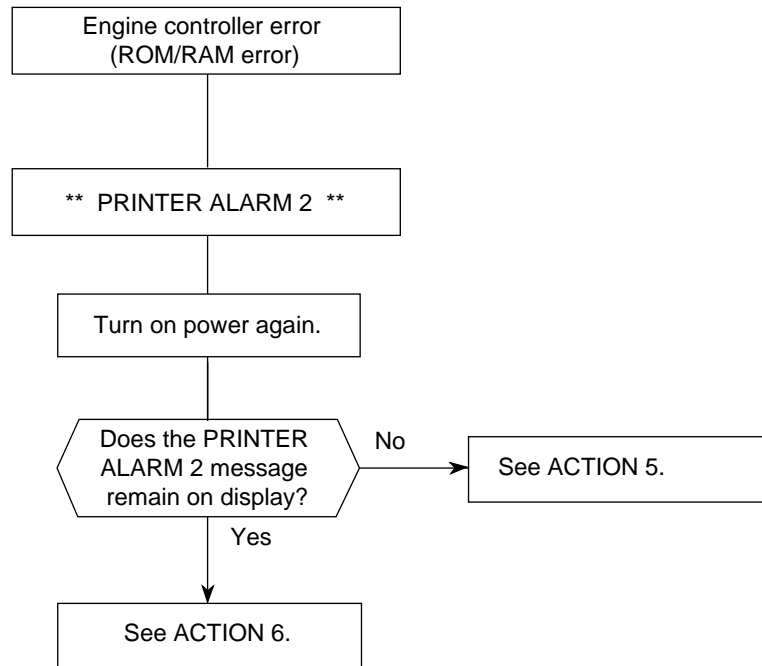 Engine controller error
(ROM/RAM error)
** PRINTER ALARM 2 **
Turn on power again.
Does the PRINTER
ALARM 2 message
remain on display?
No
See ACTION 5.
Yes
See ACTION 6.